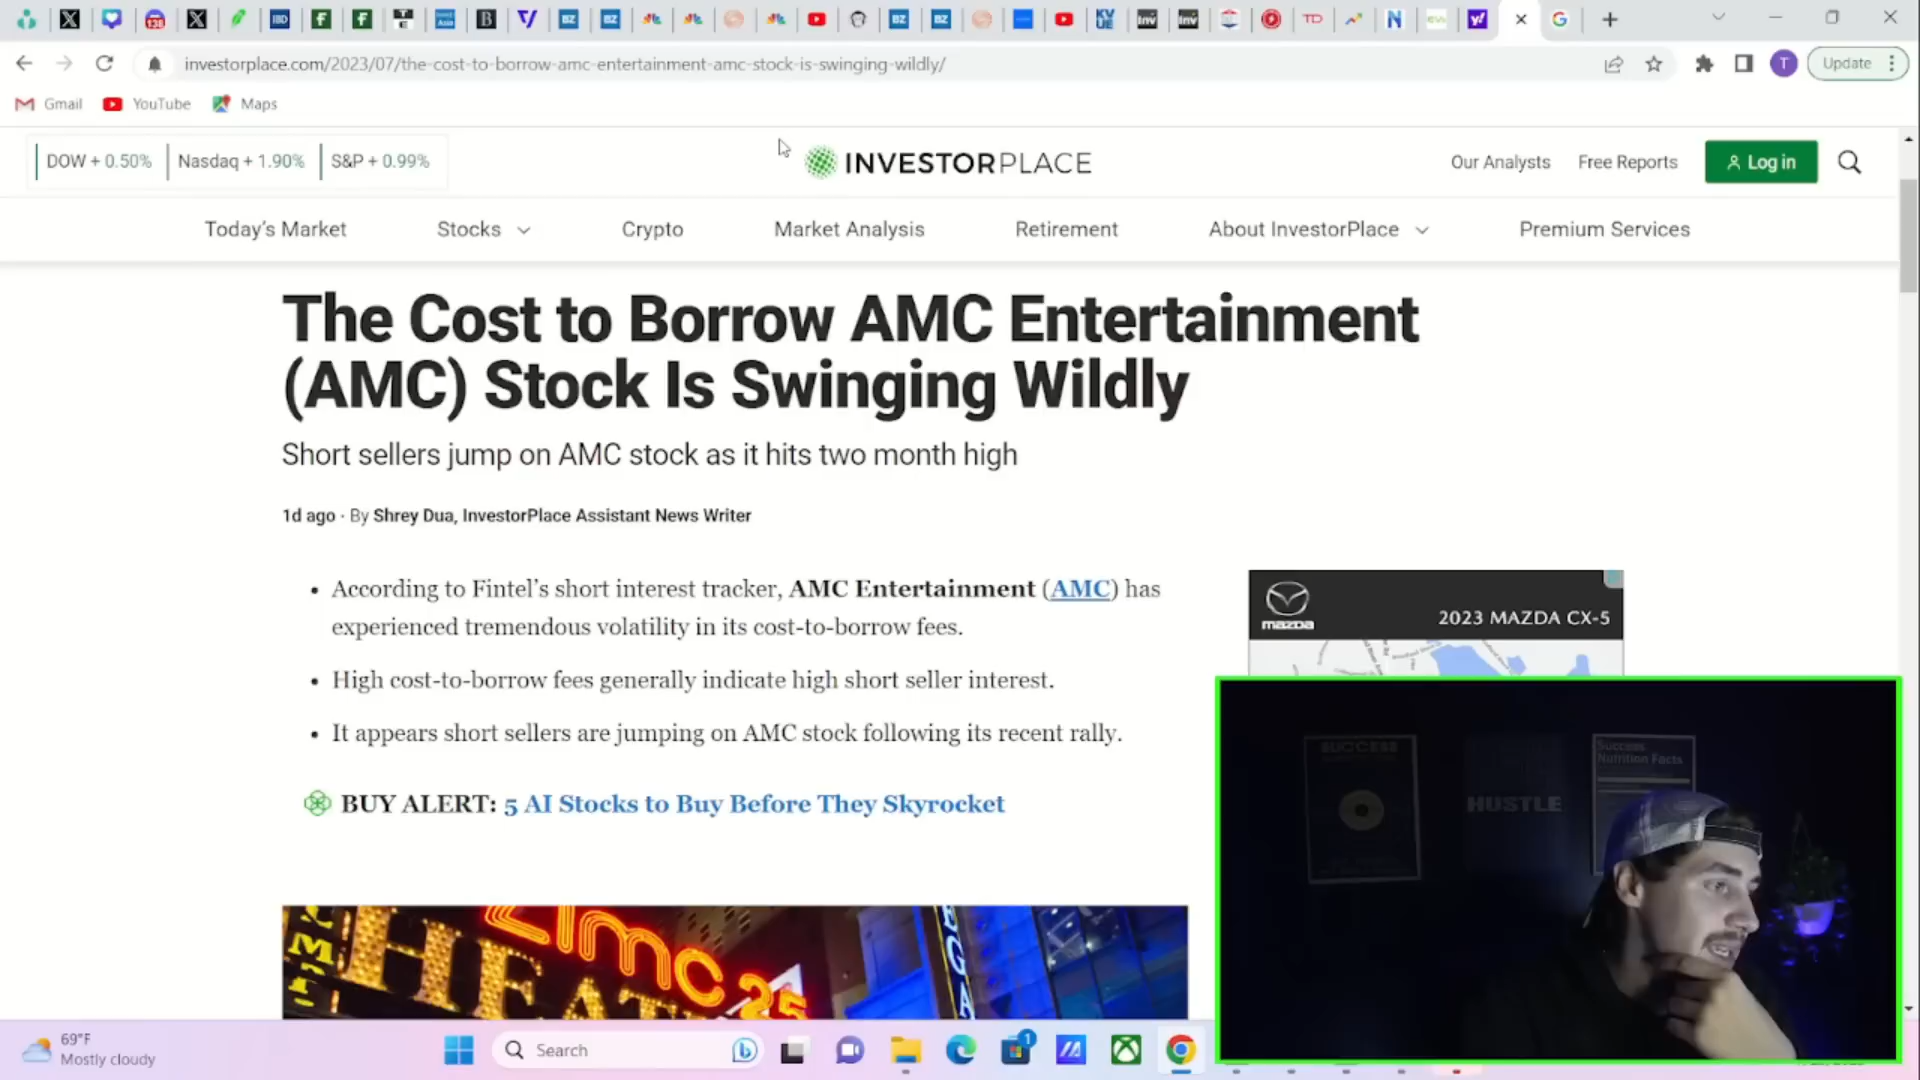 investorplace.com/2023/07/the-cost-to-borrow-amc-entertainment-amc-stock-is-swinging-wildly/
T
Update
Gmail
YouTube
Maps
DOW + 0.50%
Nasdaq + 1.90%
S&P + 0.99%
INVESTORPLACE
Our Analysts
Free Reports
Log in
Today's Market
Stocks
Crypto
Market Analysis
Retirement
About InvestorPlace
Premium Services
The Cost to Borrow AMC Entertainment
(AMC) Stock Is Swinging Wildly
Short sellers jump on AMC stock as it hits two month high
1d ago · By Shrey Dua, InvestorPlace Assistant News Writer
• According to Fintel's short interest tracker, AMC Entertainment (AMC) has
experienced tremendous volatility in its cost-to-borrow fees.
• High cost-to-borrow fees generally indicate high short seller interest.
• It appears short sellers are jumping on AMC stock following its recent rally.
BUY ALERT: 5 AI Stocks to Buy Before They Skyrocket
mazda
2023 MAZDA CX-5
SUCCESS
HUSTLE
Success
Nutrition Facts
amc 25
69°F
Mostly cloudy
Search
1